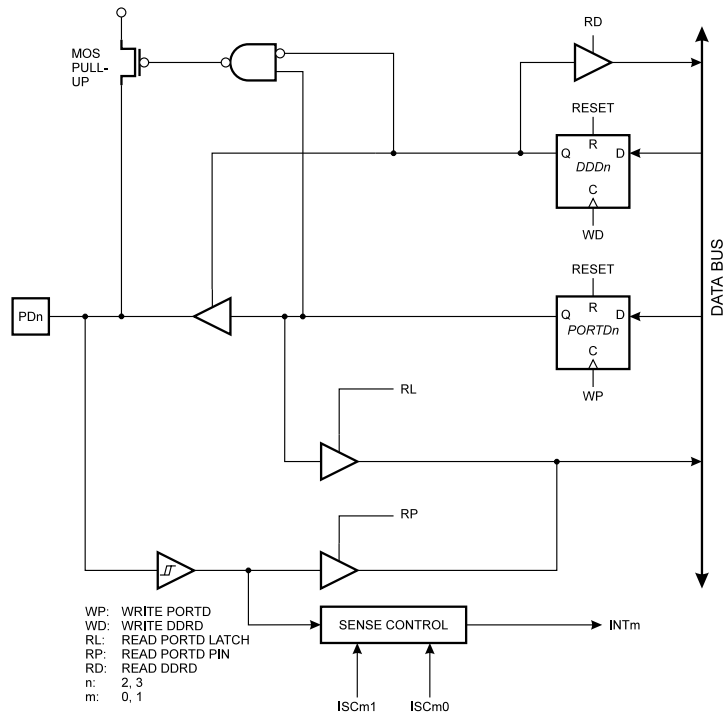 RD
MOS
PULL-
UP
RESET
R
Q
D
DDDn
C
WD
RESET
R
Q
D
PORTDn
C
WP
PDn
DATA BUS
RL
RP
SENSE CONTROL
INTm
ISCm1
ISCm0
WP: WRITE PORTD
WD: WRITE DDRD
RL: READ PORTD LATCH
RP: READ PORTD PIN
RD: READ DDRD
n: 2, 3
m: 0, 1